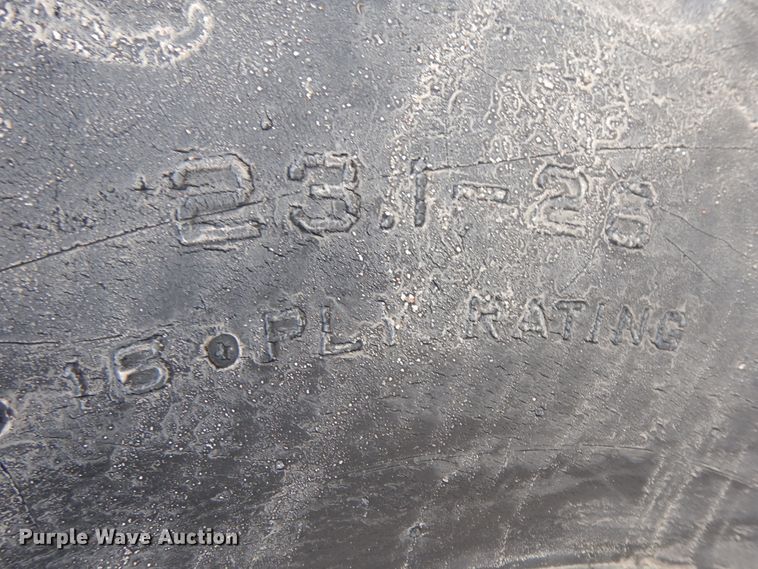 23.1-26
16 PLY RATING
Purple Wave Auction